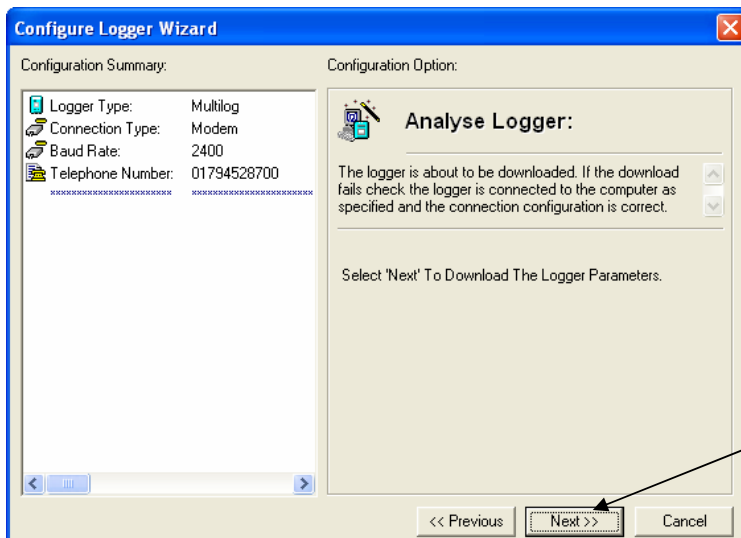 Configure Logger Wizard
Configuration Summary:
Configuration Option:
Logger Type: Multilog
Connection Type: Modem
Baud Rate: 2400
Telephone Number: 01794528700
Analyse Logger:
The logger is about to be downloaded. If the download
fails check the logger is connected to the computer as
specified and the connection configuration is correct.
Select 'Next' To Download The Logger Parameters.
<< Previous
Next >>
Cancel